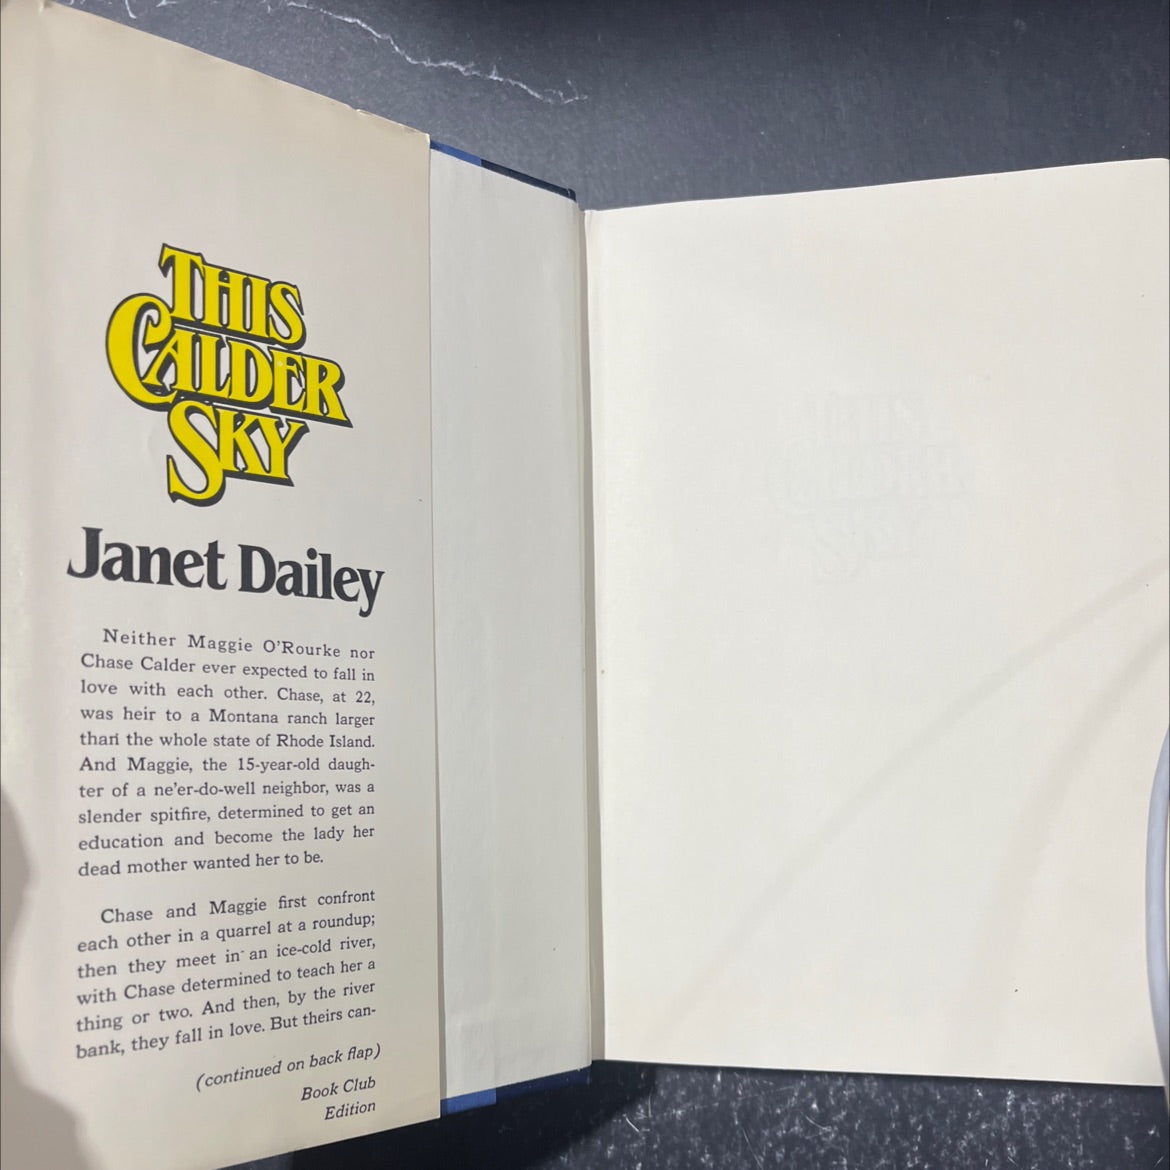 THIS
CALDER
SKY
Janet Dailey
Neither Maggie O'Rourke nor
Chase Calder ever expected to fall in
love with each other. Chase, at 22,
was heir to a Montana ranch larger
than the whole state of Rhode Island.
And Maggie, the 15-year-old daugh-
ter of a ne'er-do-well neighbor, was a
slender spitfire, determined to get an
education and become the lady her
dead mother wanted her to be.
Chase and Maggie first confront
each other in a quarrel at a roundup;
then they meet in an ice-cold river,
with Chase determined to teach her a
thing or two. And then, by the river
bank, they fall in love. But theirs can-
(continued on back flap)
Book Club
Edition